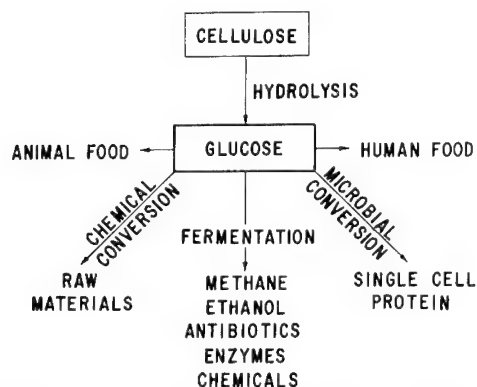 CELLULOSE
HYDROLYSIS
ANIMAL FOOD
GLUCOSE
HUMAN FOOD
CHEMICAL
CONVERSION
FERMENTATION
MICROBIAL
CONVERSION
RAW
MATERIALS
METHANE
ETHANOL
ANTIBIOTICS
ENZYMES
CHEMICALS
SINGLE CELL
PROTEIN